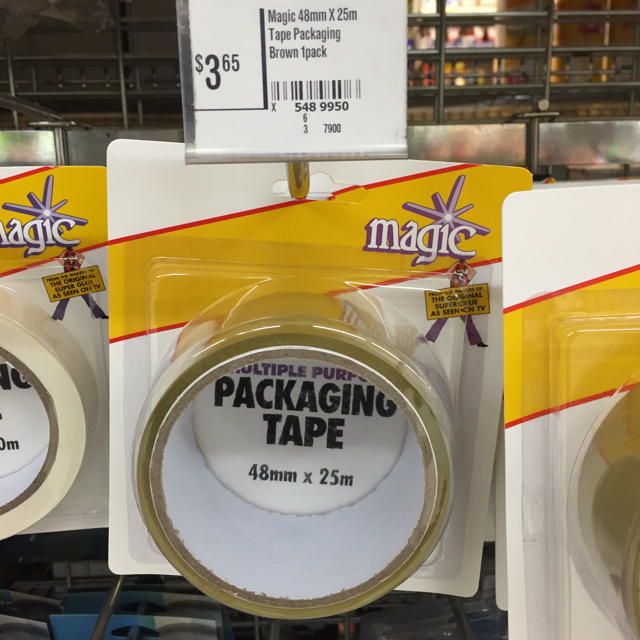 Magic 48mm X 25m
Tape Packaging
Brown 1pack
$3.65
X 548 9950
6
3 7900
magic
FROM THE MAKERS OF
THE ORIGINAL
SUPER GLUE
AS SEEN ON TV
magic
FROM THE MAKERS OF
THE ORIGINAL
SUPER GLUE
AS SEEN ON TV
MULTIPLE PURPOSE
PACKAGING
TAPE
48mm x 25m